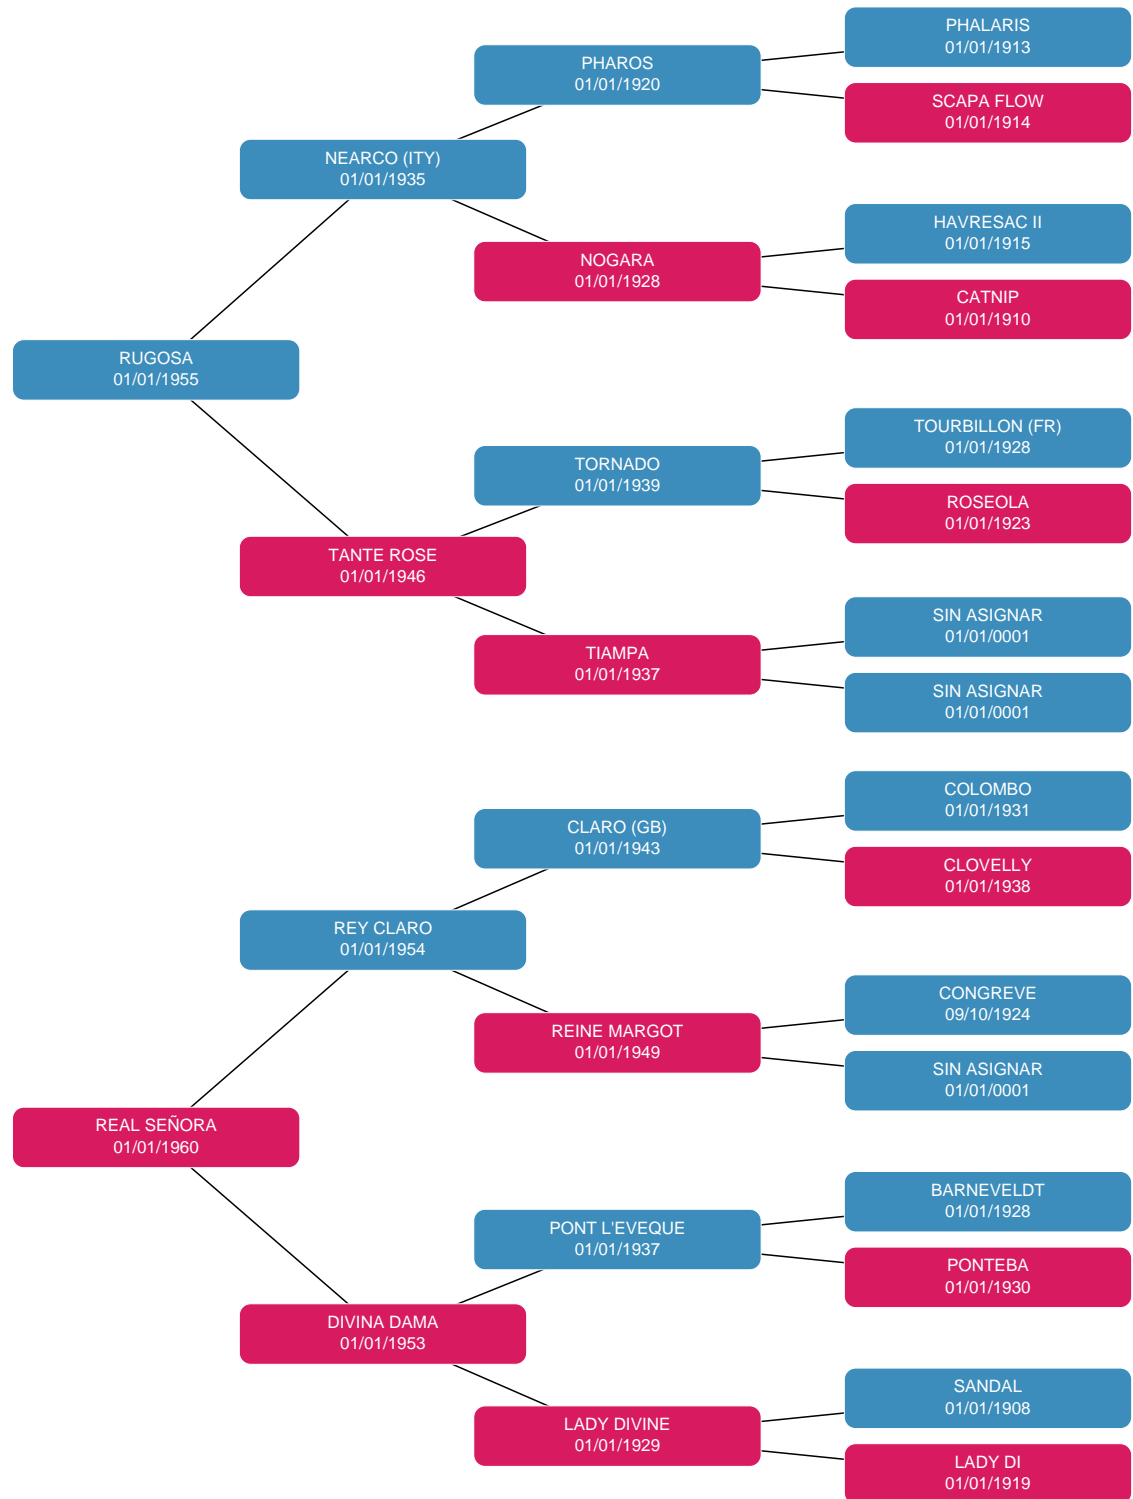 PHALARIS
01/01/1913
PHAROS
01/01/1920
SCAPA FLOW
01/01/1914
NEARCO (ITY)
01/01/1935
HAVRESAC II
01/01/1915
NOGARA
01/01/1928
CATNIP
01/01/1910
RUGOSA
01/01/1955
TOURBILLON (FR)
01/01/1928
TORNADO
01/01/1939
ROSEOLA
01/01/1923
TANTE ROSE
01/01/1946
SIN ASIGNAR
01/01/0001
TIAMPA
01/01/1937
SIN ASIGNAR
01/01/0001
COLOMBO
01/01/1931
CLARO (GB)
01/01/1943
CLOVELLY
01/01/1938
REY CLARO
01/01/1954
CONGREVE
09/10/1924
REINE MARGOT
01/01/1949
SIN ASIGNAR
01/01/0001
REAL SEÑORA
01/01/1960
BARNEVELDT
01/01/1928
PONT L'EVEQUE
01/01/1937
PONTEBA
01/01/1930
DIVINA DAMA
01/01/1953
SANDAL
01/01/1908
LADY DIVINE
01/01/1929
LADY DI
01/01/1919